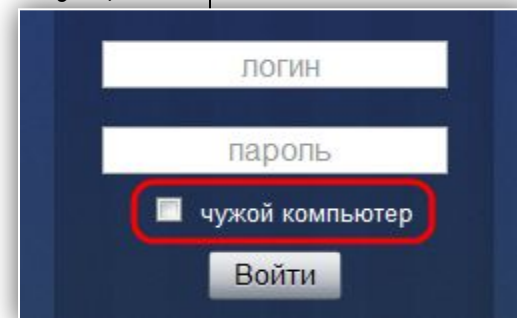 логин
пароль
чужой компьютер
Войти